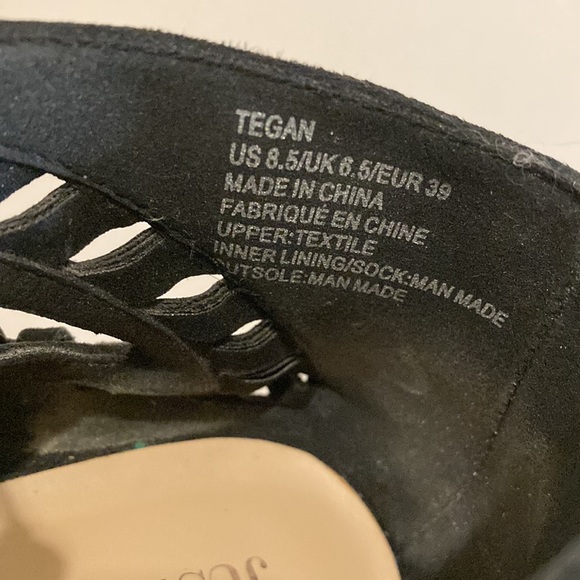 TEGAN
US 8.5/UK 6.5/EUR 39
MADE IN CHINA
FABRIQUÉ EN CHINE
UPPER:TEXTILE
INNER LINING/SOCK:MAN MADE
UTSOLE:MAN MADE